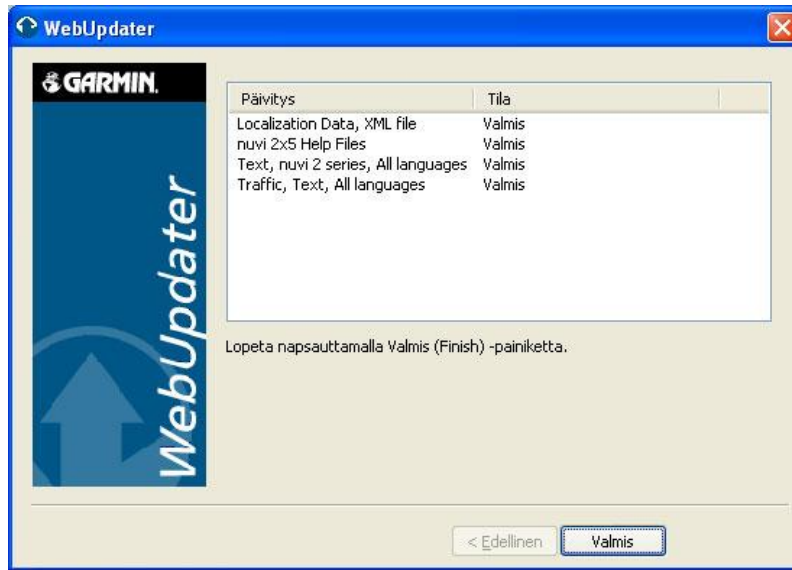 WebUpdater
GARMIN.
WebUpdater
Päivitys Tila
Localization Data, XML file Valmis
nuvi 2x5 Help Files Valmis
Text, nuvi 2 series, All languages Valmis
Traffic, Text, All languages Valmis
Lopeta napsauttamalla Valmis (Finish) -painiketta.
< Edellinen Valmis